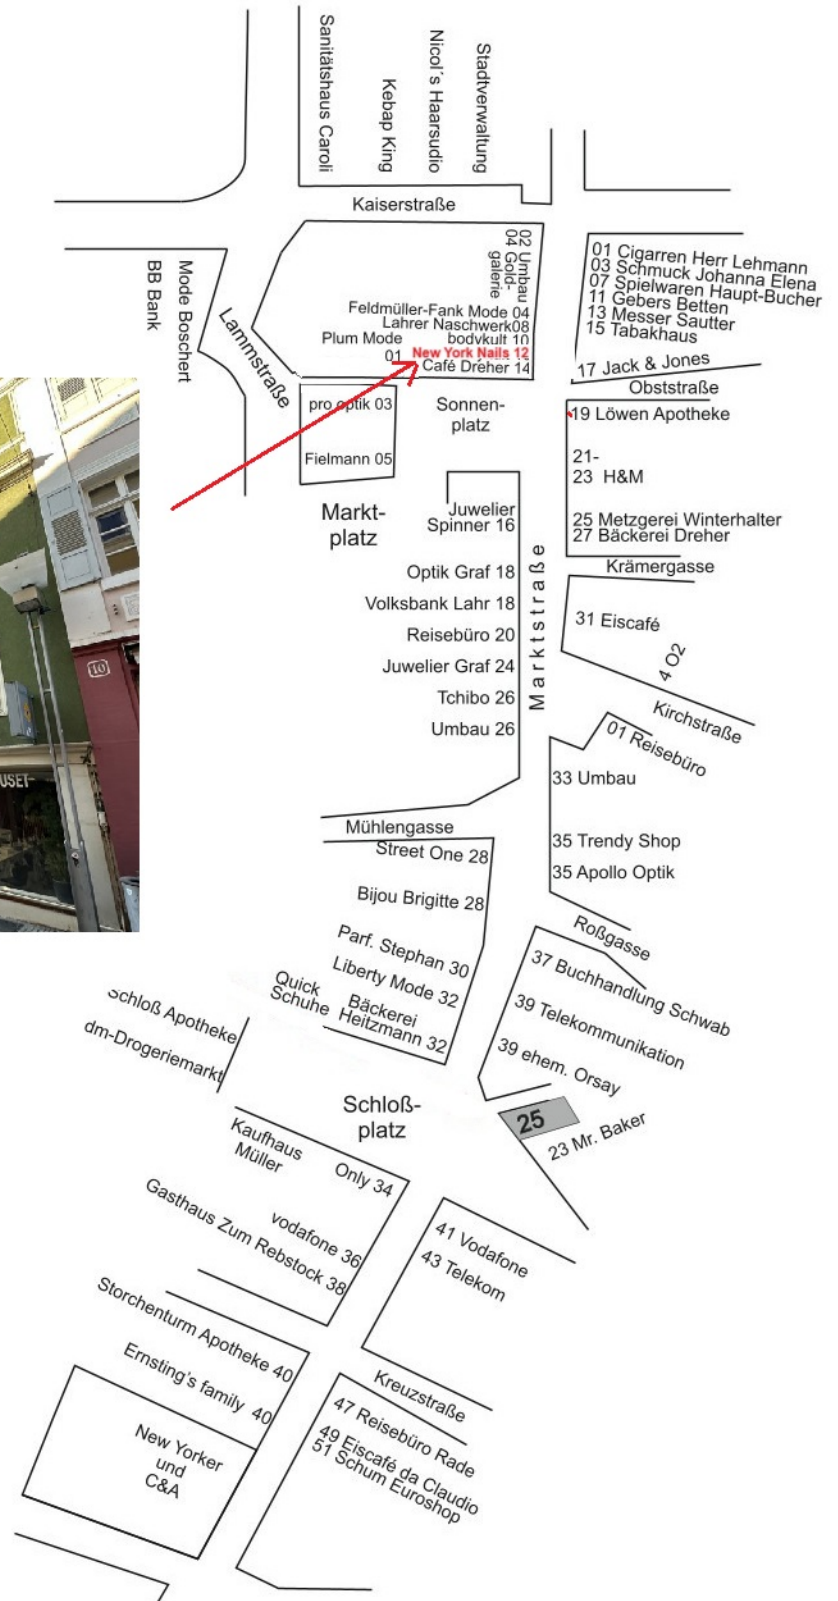 Sanitätshaus Caroli
Kebap King
Nicol´s Haarsudio
Stadtverwaltung
Kaiserstraße
BB Bank
Mode Boschert
Lammstraße
02 Umbau
04 Gold-
galerie
Feldmüller-Fank Mode 04
Lahrer Naschwerk08
Plum Mode
01
bodykult 10
New York Nails 12
Café Dreher 14
01 Cigarren Herr Lehmann
03 Schmuck Johanna Elena
07 Spielwaren Haupt-Bucher
11 Gebers Betten
13 Messer Sautter
15 Tabakhaus
17 Jack & Jones
Obststraße
pro optik 03
Fielmann 05
Sonnen-
platz
19 Löwen Apotheke
21-
23 H&M
25 Metzgerei Winterhalter
27 Bäckerei Dreher
Krämergasse
Markt-
platz
Juwelier
Spinner 16
Optik Graf 18
Volksbank Lahr 18
Reisebüro 20
Juwelier Graf 24
Tchibo 26
Umbau 26
Marktstraße
31 Eiscafé
4 O2
Kirchstraße
01 Reisebüro
33 Umbau
35 Trendy Shop
35 Apollo Optik
Roßgasse
10
USET
Mühlengasse
Street One 28
Bijou Brigitte 28
Parf. Stephan 30
Liberty Mode 32
Quick
Schuhe
Bäckerei
Heitzmann 32
37 Buchhandlung Schwab
39 Telekommunikation
39 ehem. Orsay
Schloß Apotheke
dm-Drogeriemarkt
Schloß-
platz
25
23 Mr. Baker
Kaufhaus
Müller
Only 34
vodafone 36
Gasthaus Zum Rebstock 38
41 Vodafone
43 Telekom
Storchenturm Apotheke 40
Ernsting's family 40
Kreuzstraße
New Yorker
und
C&A
47 Reisebüro Rade
49 Eiscafé da Claudio
51 Schum Euroshop